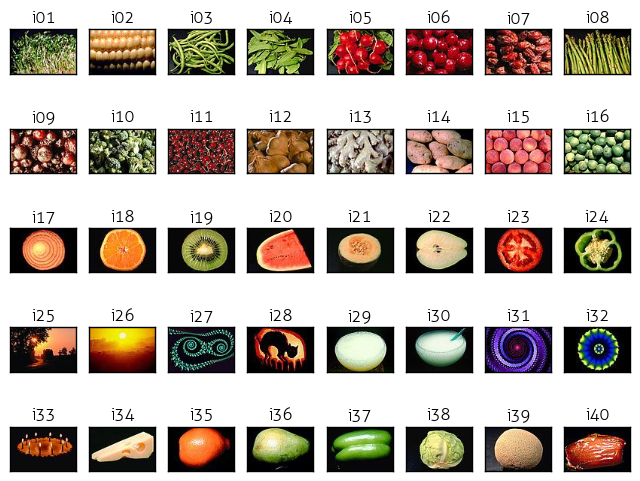 i01 i02 i03 i04 i05 i06 i07 i08
i09 i10 i11 i12 i13 i14 i15 i16
i17 i18 i19 i20 i21 i22 i23 i24
i25 i26 i27 i28 i29 i30 i31 i32
i33 i34 i35 i36 i37 i38 i39 i40